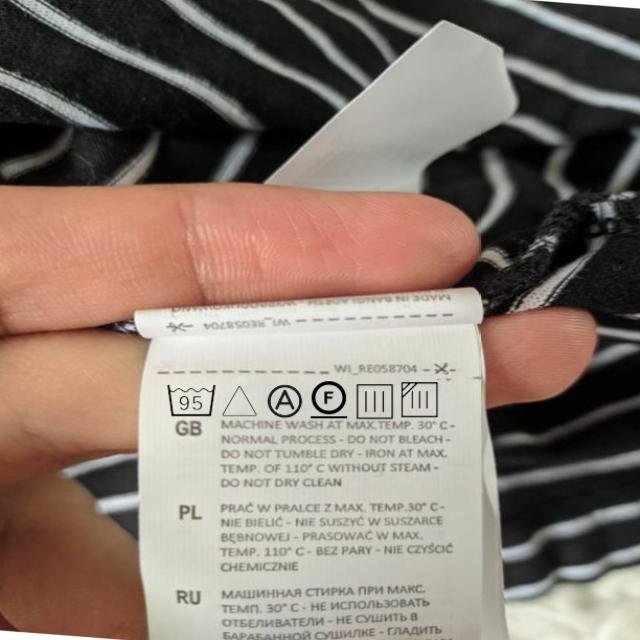 MADE IN BANGLADESH
WI_RE058704
WI_RE058704
95 A F
GB MACHINE WASH AT MAX.TEMP. 30° C -
NORMAL PROCESS - DO NOT BLEACH -
DO NOT TUMBLE DRY - IRON AT MAX.
TEMP. OF 110° C WITHOUT STEAM -
DO NOT DRY CLEAN
PL PRAĆ W PRALCE Z MAX. TEMP.30° C -
NIE BIELIĆ - NIE SUSZYĆ W SUSZARCE
BĘBNOWEJ - PRASOWAĆ W MAX.
TEMP. 110° C - BEZ PARY - NIE CZYŚCIĆ
CHEMICZNIE
RU МАШИННАЯ СТИРКА ПРИ МАКС.
ТЕМП. 30° C - НЕ ИСПОЛЬЗОВАТЬ
ОТБЕЛИВАТЕЛИ - НЕ СУШИТЬ В
БАРАБАННОЙ СУШИЛКЕ - ГЛАДИТЬ